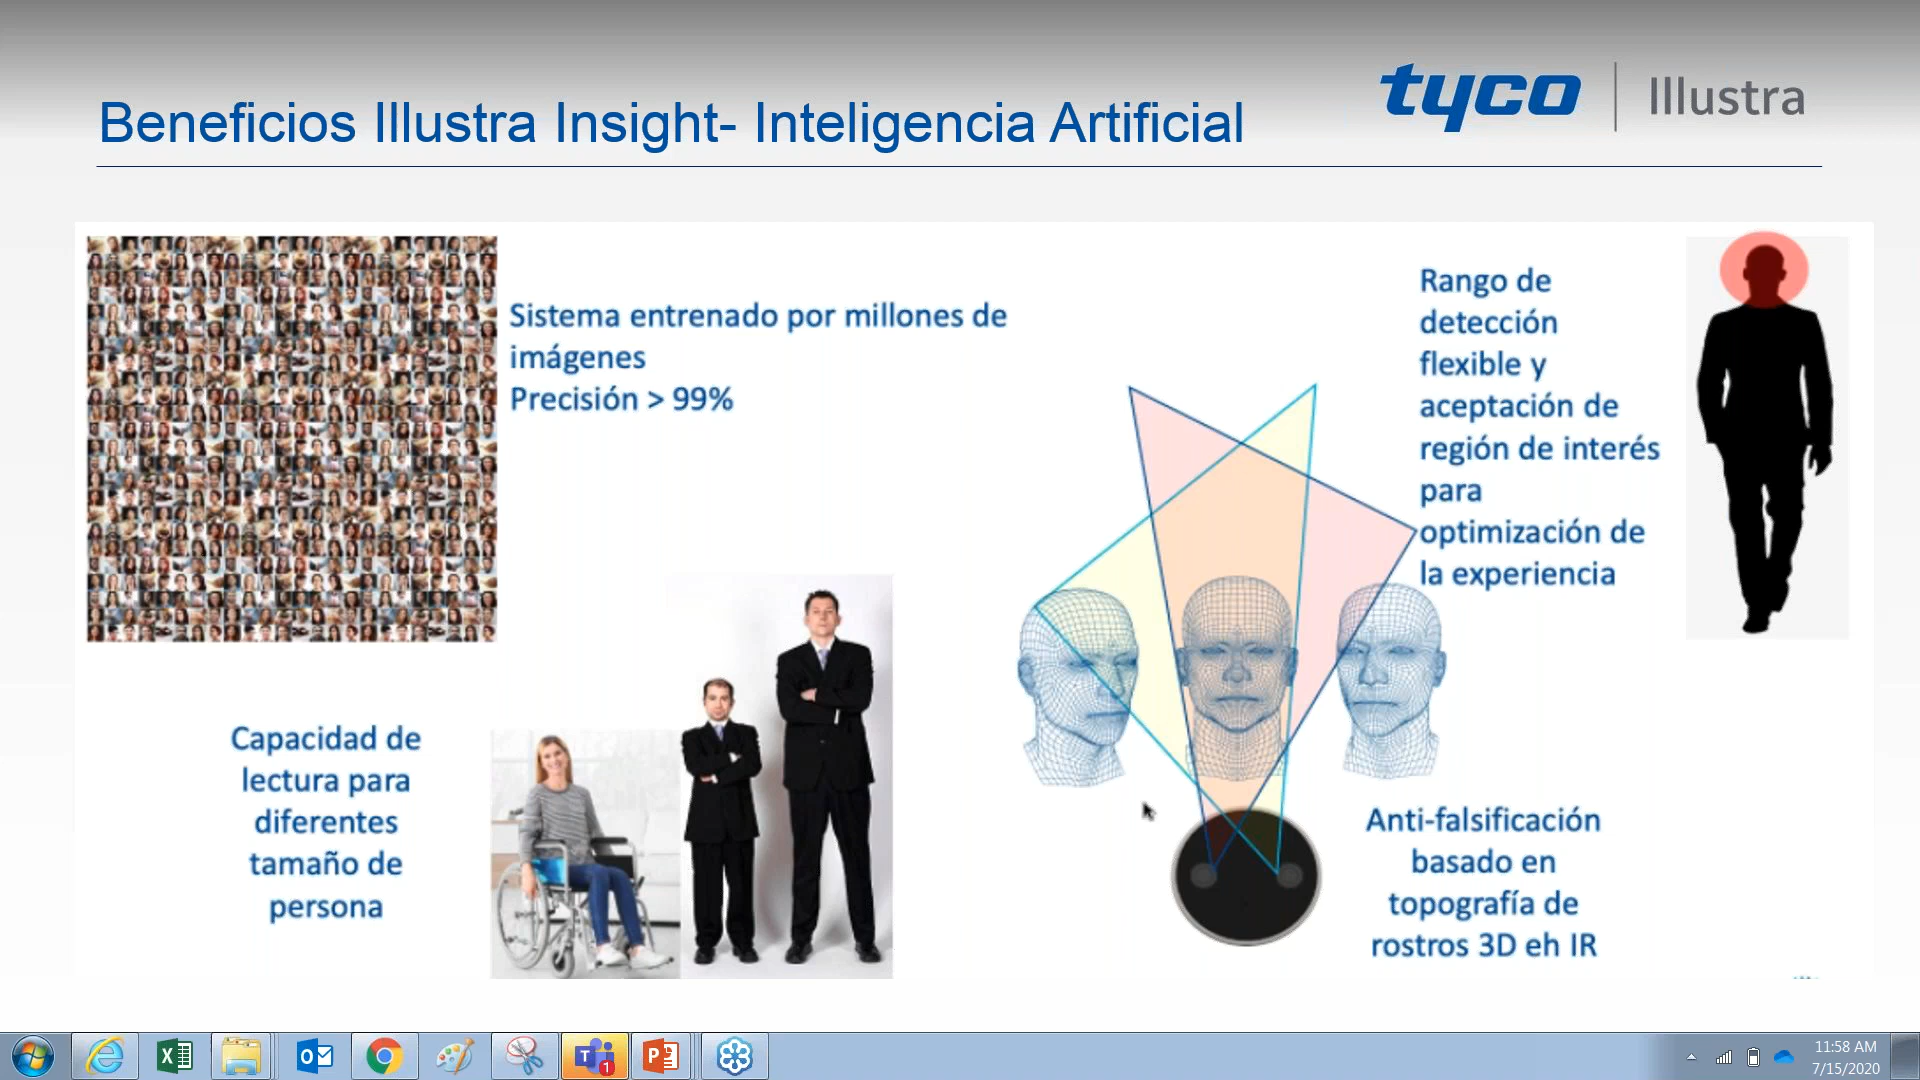 Beneficios Illustra Insight- Inteligencia Artificial
tyco
Illustra
Sistema entrenado por millones de
imágenes
Precisión > 99%
Rango de
detección
flexible y
aceptación de
región de interés
para
optimización de
la experiencia
Capacidad de
lectura para
diferentes
tamaño de
persona
Anti-falsificación
basado en
topografía de
rostros 3D eh IR
11:58 AM
7/15/2020
1